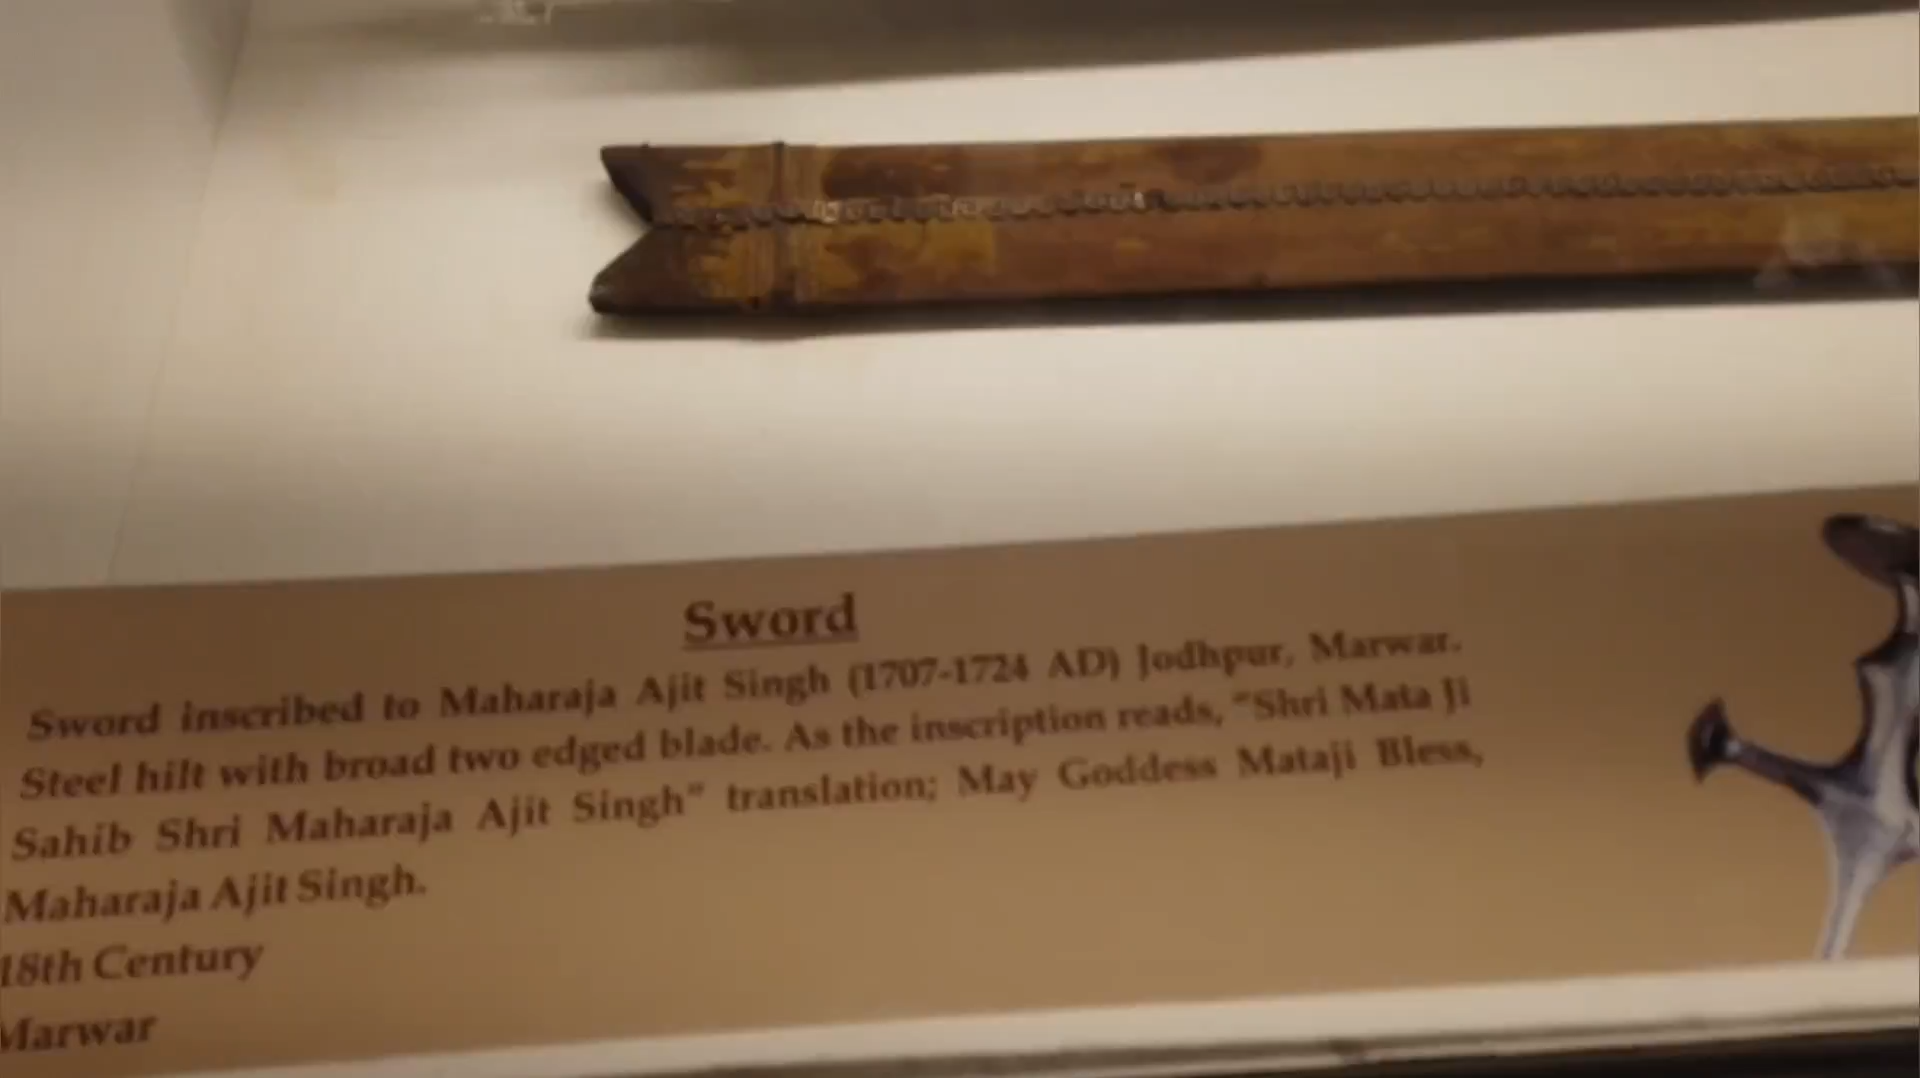 Sword
Sword inscribed to Maharaja Ajit Singh (1707-1724 AD) Jodhpur, Marwar.
Steel hilt with broad two edged blade. As the inscription reads, "Shri Mata Ji
Sahib Shri Maharaja Ajit Singh" translation; May Goddess Mataji Bless,
Maharaja Ajit Singh.
18th Century
Marwar